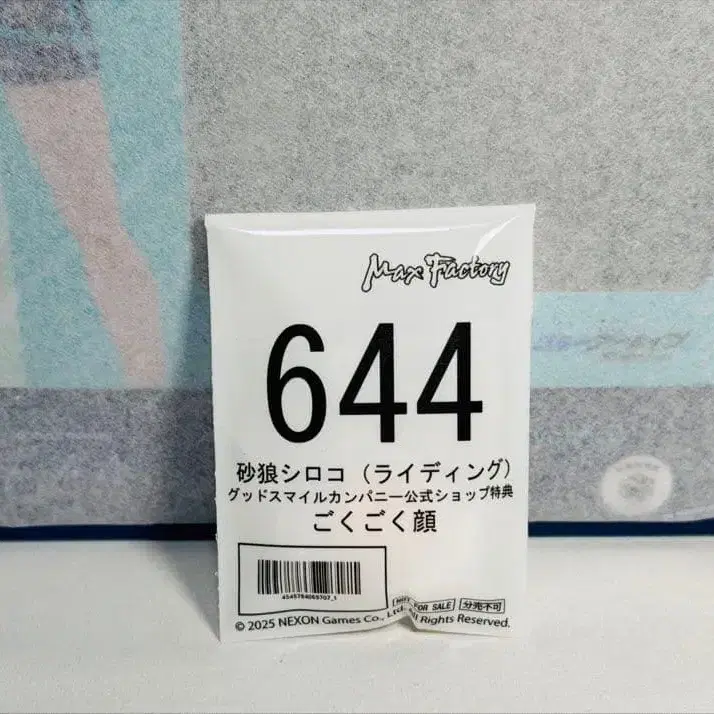 Max Factory
644
砂狼シロコ（ライディング）
グッドスマイルカンパニー公式ショップ特典
ごくごく顔
FOR SALE 分売不可
© 2025 NEXON Games Co., Ltd. All Rights Reserved.